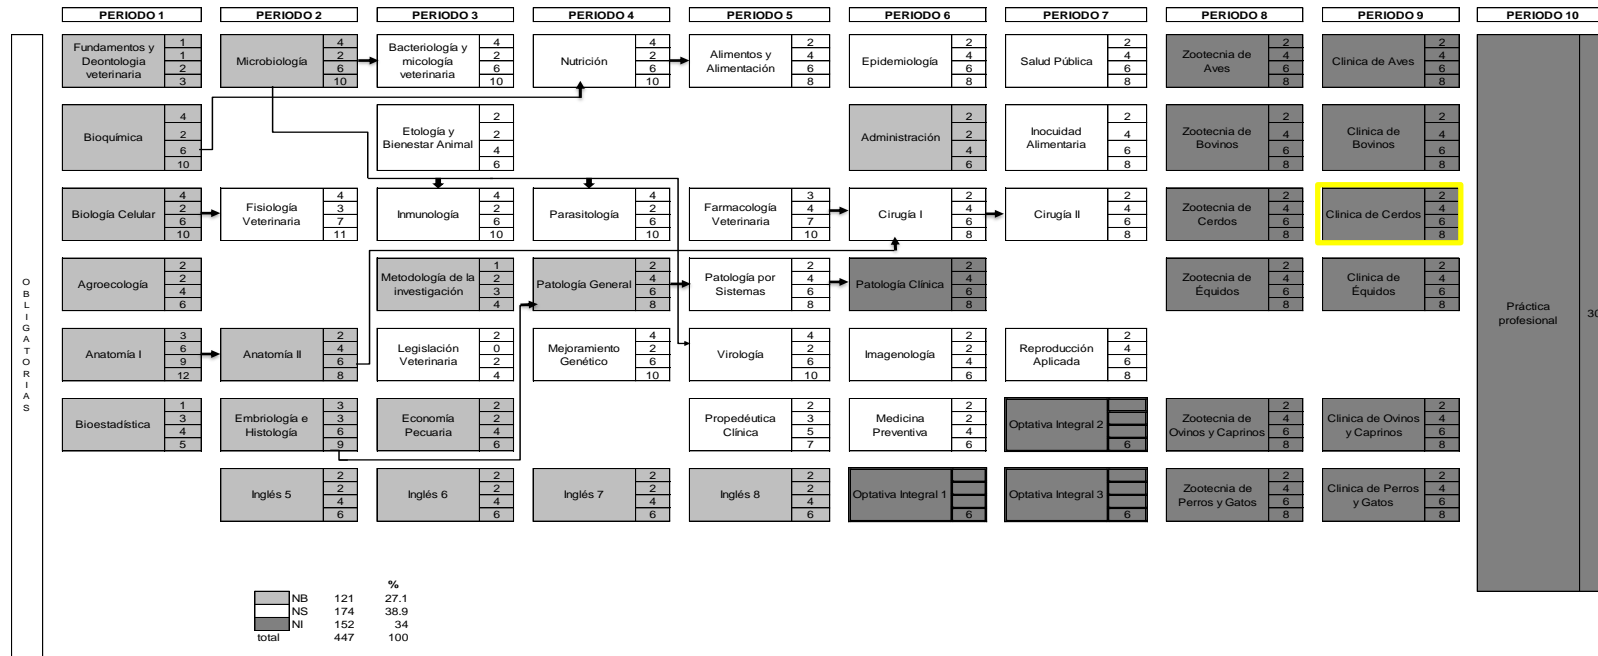 PERIODO 1 PERIODO 2 PERIODO 3 PERIODO 4 PERIODO 5 PERIODO 6 PERIODO 7 PERIODO 8 PERIODO 9 PERIODO 10
OBLIGATORIAS
Fundamentos y
Deontologia
veterinaria
1
1
2
3
Microbiología
4
2
6
10
Bacteriología y
micología
veterinaria
4
2
6
10
Nutrición
4
2
6
10
Alimentos y
Alimentación
2
4
6
8
Epidemiología
2
4
6
8
Salud Pública
2
4
6
8
Zootecnia de
Aves
2
4
6
8
Clinica de Aves
2
4
6
8
Bioquímica
4
2
6
10
Etología y
Bienestar Animal
2
2
4
6
Administración
2
2
4
6
Inocuidad
Alimentaria
2
4
6
8
Zootecnia de
Bovinos
2
4
6
8
Clinica de
Bovinos
2
4
6
8
Biología Celular
4
2
6
10
Fisiología
Veterinaria
4
3
7
11
Inmunología
4
2
6
10
Parasitología
4
2
6
10
Farmacología
Veterinaria
3
4
7
10
Cirugía I
2
4
6
8
Cirugía II
2
4
6
8
Zootecnia de
Cerdos
2
4
6
8
Clinica de Cerdos
2
4
6
8
Agroecología
2
2
4
6
Metodología de la
investigación
1
2
3
4
Patología General
2
4
6
8
Patología por
Sistemas
2
4
6
8
Patología Clínica
2
4
6
8
Zootecnia de
Équidos
2
4
6
8
Clinica de
Équidos
2
4
6
8
Práctica
profesional
30
Anatomía I
3
6
9
12
Anatomía II
2
4
6
8
Legislación
Veterinaria
2
0
2
4
Mejoramiento
Genético
4
2
6
10
Virología
4
2
6
10
Imagenología
2
2
4
6
Reproducción
Aplicada
2
4
6
8
Bioestadística
1
3
4
5
Embriología e
Histología
3
3
6
9
Economía
Pecuaria
2
2
4
6
Propedéutica
Clínica
2
3
5
7
Medicina
Preventiva
2
2
4
6
Optativa Integral 2
6
Zootecnia de
Ovinos y Caprinos
2
4
6
8
Clinica de Ovinos
y Caprinos
2
4
6
8
Inglés 5
2
2
4
6
Inglés 6
2
2
4
6
Inglés 7
2
2
4
6
Inglés 8
2
2
4
6
Optativa Integral 1
6
Optativa Integral 3
6
Zootecnia de
Perros y Gatos
2
4
6
8
Clinica de Perros
y Gatos
2
4
6
8
%
NB 121 27.1
NS 174 38.9
NI 152 34
total 447 100